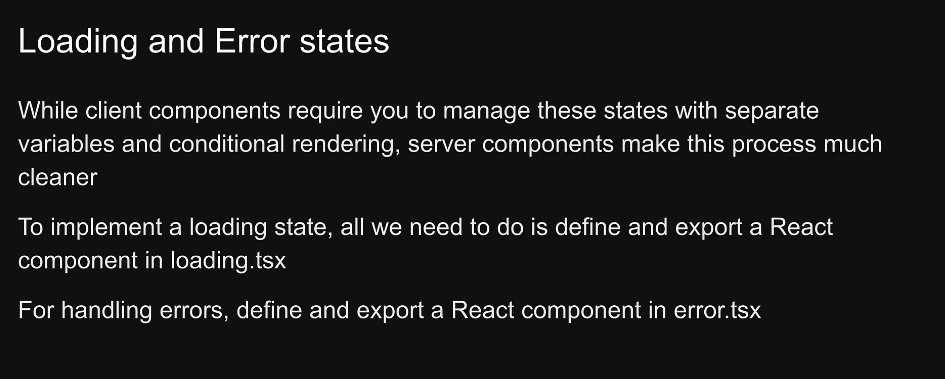 Loading and Error states
While client components require you to manage these states with separate
variables and conditional rendering, server components make this process much
cleaner
To implement a loading state, all we need to do is define and export a React
component in loading.tsx
For handling errors, define and export a React component in error.tsx